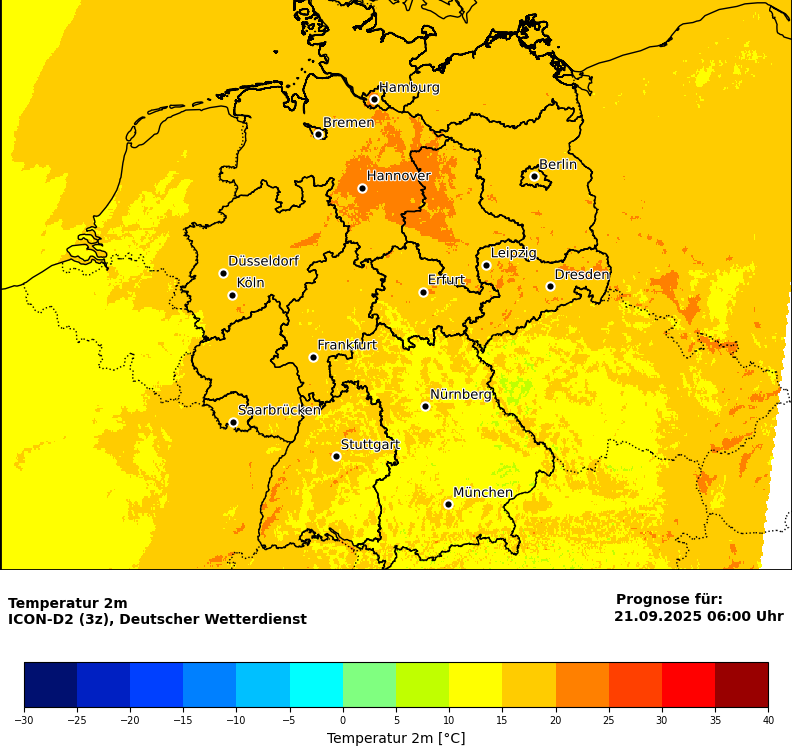 Hamburg
Bremen
Berlin
Hannover
Leipzig
Düsseldorf
Dresden
Köln
Erfurt
Frankfurt
Nürnberg
Saarbrücken
Stuttgart
München
Temperatur 2m
ICON-D2 (3z), Deutscher Wetterdienst
Prognose für:
21.09.2025 06:00 Uhr
−30 −25 −20 −15 −10 −5 0 5 10 15 20 25 30 35 40
Temperatur 2m [°C]